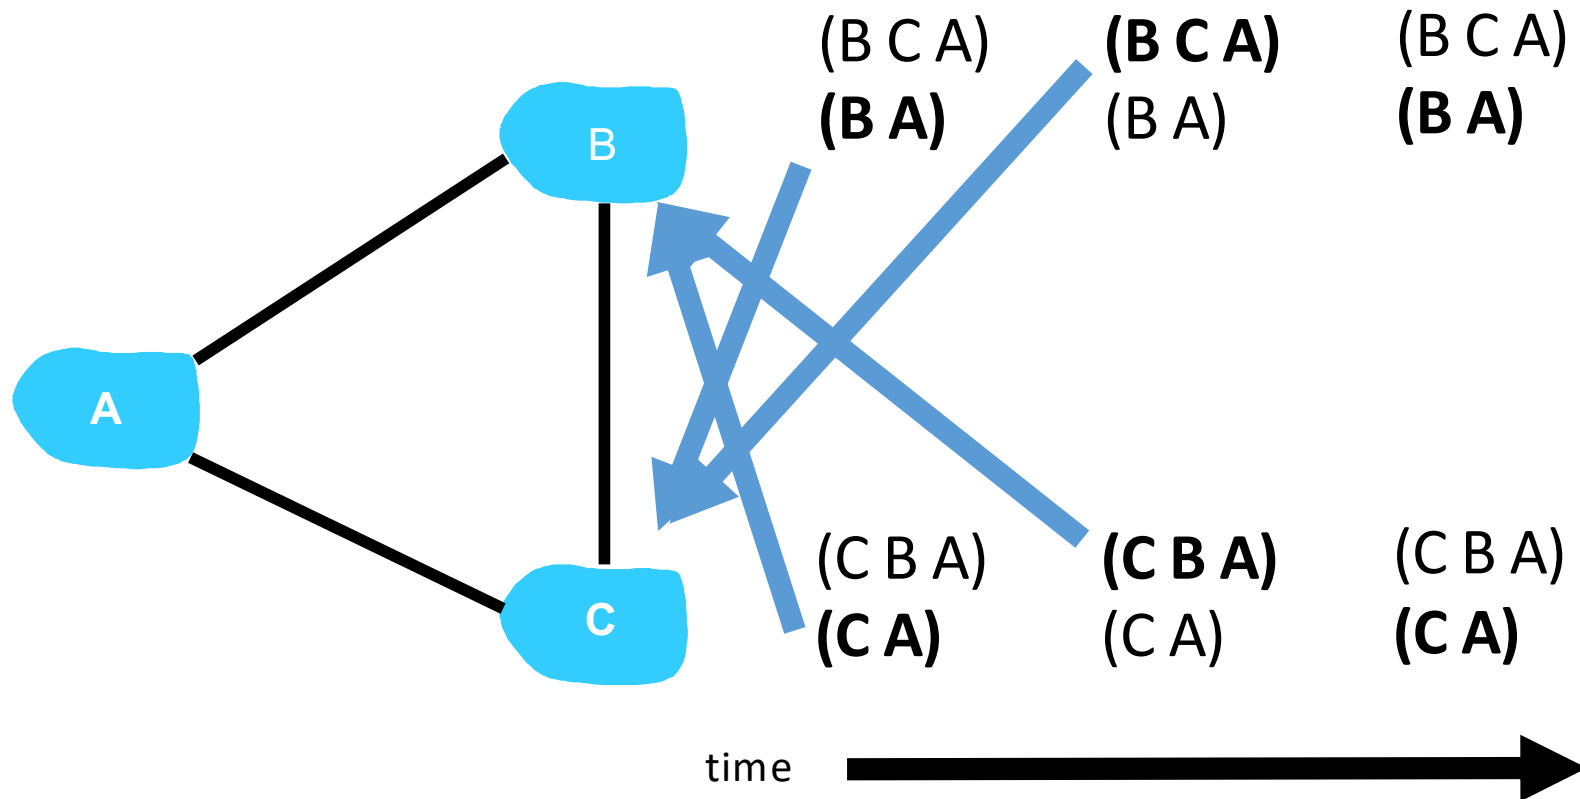 (B C A) (B C A) (B C A)
(B A) (B A) (B A)
B
A
(C B A) (C B A) (C B A)
C (C A) (C A) (C A)
time